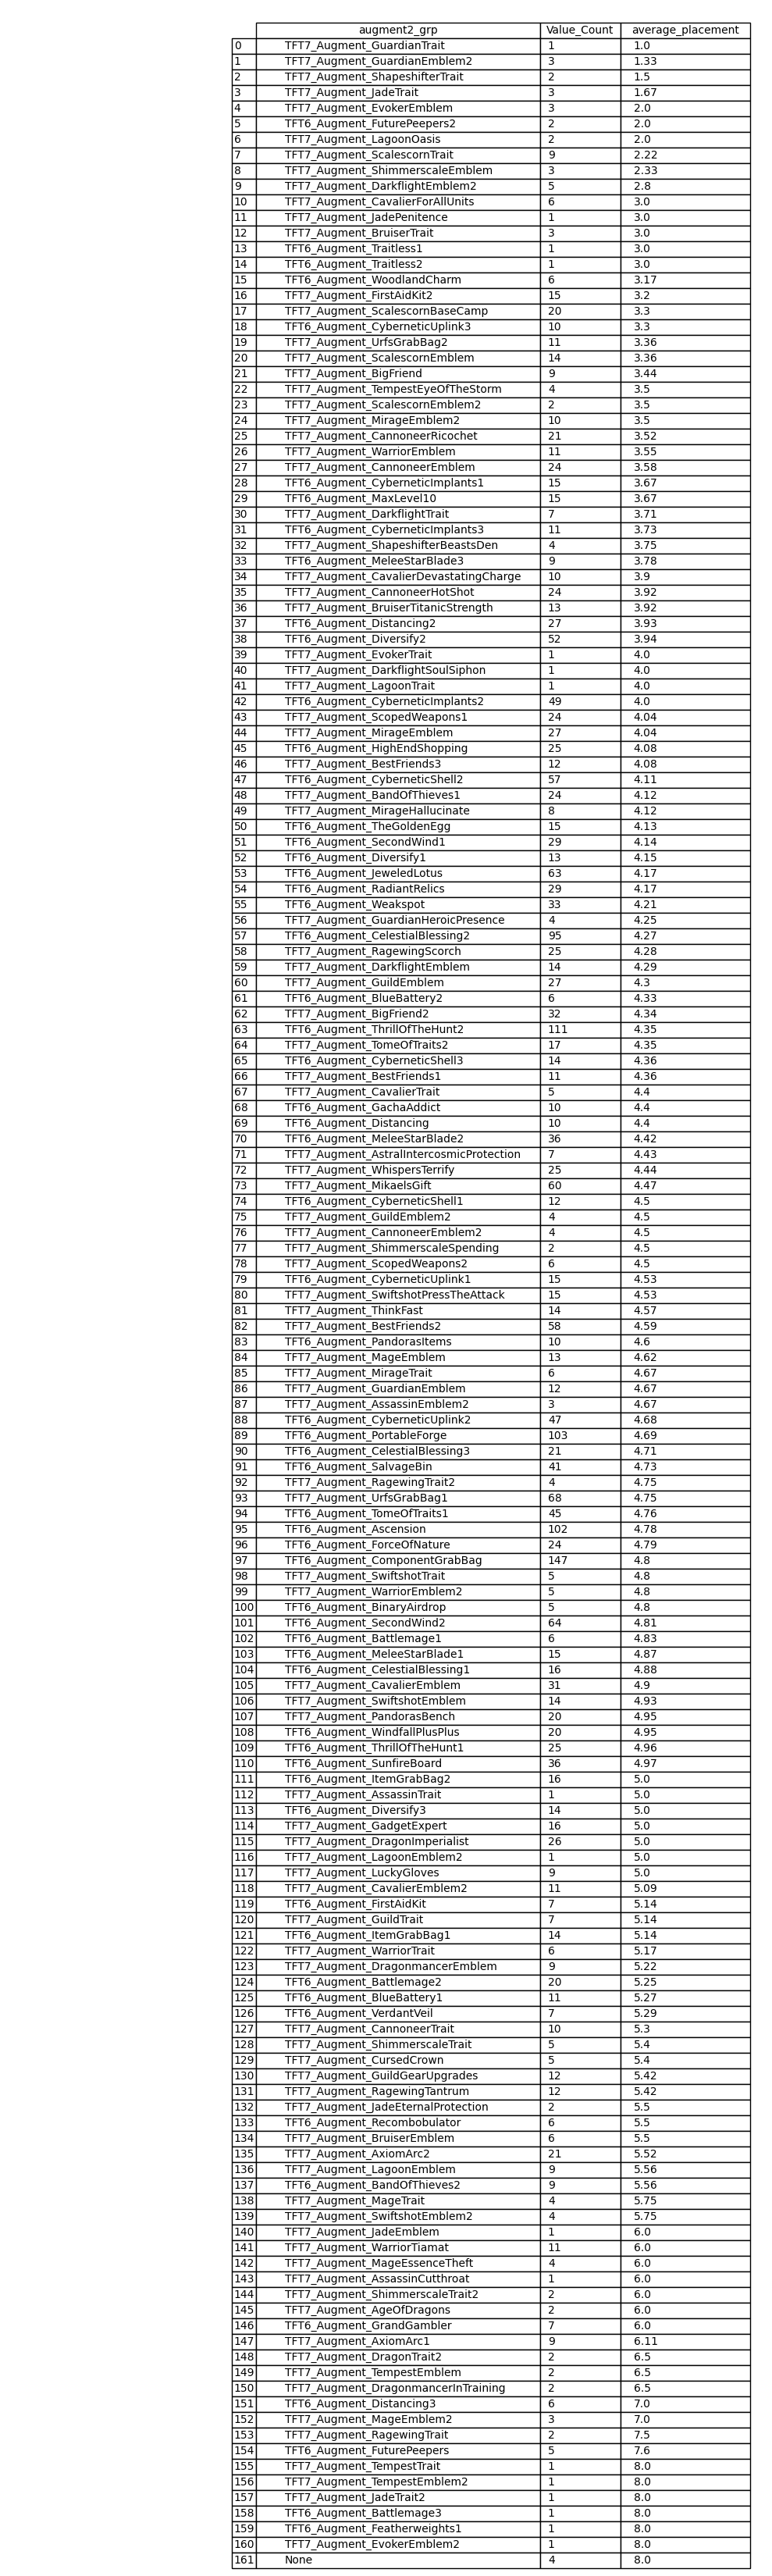 augment2_grp Value_Count average_placement
0 TFT7_Augment_GuardianTrait 1 1.0
1 TFT7_Augment_GuardianEmblem2 3 1.33
2 TFT7_Augment_ShapeshifterTrait 2 1.5
3 TFT7_Augment_JadeTrait 3 1.67
4 TFT7_Augment_EvokerEmblem 3 2.0
5 TFT6_Augment_FuturePeepers2 2 2.0
6 TFT7_Augment_LagoonOasis 2 2.0
7 TFT7_Augment_ScalescornTrait 9 2.22
8 TFT7_Augment_ShimmerscaleEmblem 3 2.33
9 TFT7_Augment_DarkflightEmblem2 5 2.8
10 TFT7_Augment_CavalierForAllUnits 6 3.0
11 TFT7_Augment_JadePenitence 1 3.0
12 TFT7_Augment_BruiserTrait 3 3.0
13 TFT6_Augment_Traitless1 1 3.0
14 TFT6_Augment_Traitless2 1 3.0
15 TFT6_Augment_WoodlandCharm 6 3.17
16 TFT7_Augment_FirstAidKit2 15 3.2
17 TFT7_Augment_ScalescornBaseCamp 20 3.3
18 TFT6_Augment_CyberneticUplink3 10 3.3
19 TFT7_Augment_UrfsGrabBag2 11 3.36
20 TFT7_Augment_ScalescornEmblem 14 3.36
21 TFT7_Augment_BigFriend 9 3.44
22 TFT7_Augment_TempestEyeOfTheStorm 4 3.5
23 TFT7_Augment_ScalescornEmblem2 2 3.5
24 TFT7_Augment_MirageEmblem2 10 3.5
25 TFT7_Augment_CannoneerRicochet 21 3.52
26 TFT7_Augment_WarriorEmblem 11 3.55
27 TFT7_Augment_CannoneerEmblem 24 3.58
28 TFT6_Augment_CyberneticImplants1 15 3.67
29 TFT6_Augment_MaxLevel10 15 3.67
30 TFT7_Augment_DarkflightTrait 7 3.71
31 TFT6_Augment_CyberneticImplants3 11 3.73
32 TFT7_Augment_ShapeshifterBeastsDen 4 3.75
33 TFT6_Augment_MeleeStarBlade3 9 3.78
34 TFT7_Augment_CavalierDevastatingCharge 10 3.9
35 TFT7_Augment_CannoneerHotShot 24 3.92
36 TFT7_Augment_BruiserTitanicStrength 13 3.92
37 TFT6_Augment_Distancing2 27 3.93
38 TFT6_Augment_Diversify2 52 3.94
39 TFT7_Augment_EvokerTrait 1 4.0
40 TFT7_Augment_DarkflightSoulSiphon 1 4.0
41 TFT7_Augment_LagoonTrait 1 4.0
42 TFT6_Augment_CyberneticImplants2 49 4.0
43 TFT7_Augment_ScopedWeapons1 24 4.04
44 TFT7_Augment_MirageEmblem 27 4.04
45 TFT6_Augment_HighEndShopping 25 4.08
46 TFT7_Augment_BestFriends3 12 4.08
47 TFT6_Augment_CyberneticShell2 57 4.11
48 TFT7_Augment_BandOfThieves1 24 4.12
49 TFT7_Augment_MirageHallucinate 8 4.12
50 TFT6_Augment_TheGoldenEgg 15 4.13
51 TFT6_Augment_SecondWind1 29 4.14
52 TFT6_Augment_Diversify1 13 4.15
53 TFT6_Augment_JeweledLotus 63 4.17
54 TFT6_Augment_RadiantRelics 29 4.17
55 TFT6_Augment_Weakspot 33 4.21
56 TFT7_Augment_GuardianHeroicPresence 4 4.25
57 TFT6_Augment_CelestialBlessing2 95 4.27
58 TFT7_Augment_RagewingScorch 25 4.28
59 TFT7_Augment_DarkflightEmblem 14 4.29
60 TFT7_Augment_GuildEmblem 27 4.3
61 TFT6_Augment_BlueBattery2 6 4.33
62 TFT7_Augment_BigFriend2 32 4.34
63 TFT6_Augment_ThrillOfTheHunt2 111 4.35
64 TFT6_Augment_TomeOfTraits2 17 4.35
65 TFT6_Augment_CyberneticShell3 14 4.36
66 TFT7_Augment_BestFriends1 11 4.36
67 TFT7_Augment_CavalierTrait 5 4.4
68 TFT6_Augment_GachaAddict 10 4.4
69 TFT6_Augment_Distancing 10 4.4
70 TFT6_Augment_MeleeStarBlade2 36 4.42
71 TFT7_Augment_AstralIntercosmicProtection 7 4.43
72 TFT7_Augment_WhispersTerrify 25 4.44
73 TFT7_Augment_MikaelsGift 60 4.47
74 TFT6_Augment_CyberneticShell1 12 4.5
75 TFT7_Augment_GuildEmblem2 4 4.5
76 TFT7_Augment_CannoneerEmblem2 4 4.5
77 TFT7_Augment_ShimmerscaleSpending 2 4.5
78 TFT7_Augment_ScopedWeapons2 6 4.5
79 TFT6_Augment_CyberneticUplink1 15 4.53
80 TFT7_Augment_SwiftshotPressTheAttack 15 4.53
81 TFT7_Augment_ThinkFast 14 4.57
82 TFT7_Augment_BestFriends2 58 4.59
83 TFT6_Augment_PandorasItems 10 4.6
84 TFT7_Augment_MageEmblem 13 4.62
85 TFT7_Augment_MirageTrait 6 4.67
86 TFT7_Augment_GuardianEmblem 12 4.67
87 TFT7_Augment_AssassinEmblem2 3 4.67
88 TFT6_Augment_CyberneticUplink2 47 4.68
89 TFT6_Augment_PortableForge 103 4.69
90 TFT6_Augment_CelestialBlessing3 21 4.71
91 TFT6_Augment_SalvageBin 41 4.73
92 TFT7_Augment_RagewingTrait2 4 4.75
93 TFT7_Augment_UrfsGrabBag1 68 4.75
94 TFT6_Augment_TomeOfTraits1 45 4.76
95 TFT6_Augment_Ascension 102 4.78
96 TFT6_Augment_ForceOfNature 24 4.79
97 TFT6_Augment_ComponentGrabBag 147 4.8
98 TFT7_Augment_SwiftshotTrait 5 4.8
99 TFT7_Augment_WarriorEmblem2 5 4.8
100 TFT6_Augment_BinaryAirdrop 5 4.8
101 TFT6_Augment_SecondWind2 64 4.81
102 TFT6_Augment_Battlemage1 6 4.83
103 TFT6_Augment_MeleeStarBlade1 15 4.87
104 TFT6_Augment_CelestialBlessing1 16 4.88
105 TFT7_Augment_CavalierEmblem 31 4.9
106 TFT7_Augment_SwiftshotEmblem 14 4.93
107 TFT7_Augment_PandorasBench 20 4.95
108 TFT6_Augment_WindfallPlusPlus 20 4.95
109 TFT6_Augment_ThrillOfTheHunt1 25 4.96
110 TFT6_Augment_SunfireBoard 36 4.97
111 TFT6_Augment_ItemGrabBag2 16 5.0
112 TFT7_Augment_AssassinTrait 1 5.0
113 TFT6_Augment_Diversify3 14 5.0
114 TFT7_Augment_GadgetExpert 16 5.0
115 TFT7_Augment_DragonImperialist 26 5.0
116 TFT7_Augment_LagoonEmblem2 1 5.0
117 TFT7_Augment_LuckyGloves 9 5.0
118 TFT7_Augment_CavalierEmblem2 11 5.09
119 TFT6_Augment_FirstAidKit 7 5.14
120 TFT7_Augment_GuildTrait 7 5.14
121 TFT6_Augment_ItemGrabBag1 14 5.14
122 TFT7_Augment_WarriorTrait 6 5.17
123 TFT7_Augment_DragonmancerEmblem 9 5.22
124 TFT6_Augment_Battlemage2 20 5.25
125 TFT6_Augment_BlueBattery1 11 5.27
126 TFT6_Augment_VerdantVeil 7 5.29
127 TFT7_Augment_CannoneerTrait 10 5.3
128 TFT7_Augment_ShimmerscaleTrait 5 5.4
129 TFT7_Augment_CursedCrown 5 5.4
130 TFT7_Augment_GuildGearUpgrades 12 5.42
131 TFT7_Augment_RagewingTantrum 12 5.42
132 TFT7_Augment_JadeEternalProtection 2 5.5
133 TFT6_Augment_Recombobulator 6 5.5
134 TFT7_Augment_BruiserEmblem 6 5.5
135 TFT7_Augment_AxiomArc2 21 5.52
136 TFT7_Augment_LagoonEmblem 9 5.56
137 TFT6_Augment_BandOfThieves2 9 5.56
138 TFT7_Augment_MageTrait 4 5.75
139 TFT7_Augment_SwiftshotEmblem2 4 5.75
140 TFT7_Augment_JadeEmblem 1 6.0
141 TFT7_Augment_WarriorTiamat 11 6.0
142 TFT7_Augment_MageEssenceTheft 4 6.0
143 TFT7_Augment_AssassinCutthroat 1 6.0
144 TFT7_Augment_ShimmerscaleTrait2 2 6.0
145 TFT7_Augment_AgeOfDragons 2 6.0
146 TFT6_Augment_GrandGambler 7 6.0
147 TFT7_Augment_AxiomArc1 9 6.11
148 TFT7_Augment_DragonTrait2 2 6.5
149 TFT7_Augment_TempestEmblem 2 6.5
150 TFT7_Augment_DragonmancerInTraining 2 6.5
151 TFT6_Augment_Distancing3 6 7.0
152 TFT7_Augment_MageEmblem2 3 7.0
153 TFT7_Augment_RagewingTrait 2 7.5
154 TFT6_Augment_FuturePeepers 5 7.6
155 TFT7_Augment_TempestTrait 1 8.0
156 TFT7_Augment_TempestEmblem2 1 8.0
157 TFT7_Augment_JadeTrait2 1 8.0
158 TFT6_Augment_Battlemage3 1 8.0
159 TFT6_Augment_Featherweights1 1 8.0
160 TFT7_Augment_EvokerEmblem2 1 8.0
161 None 4 8.0